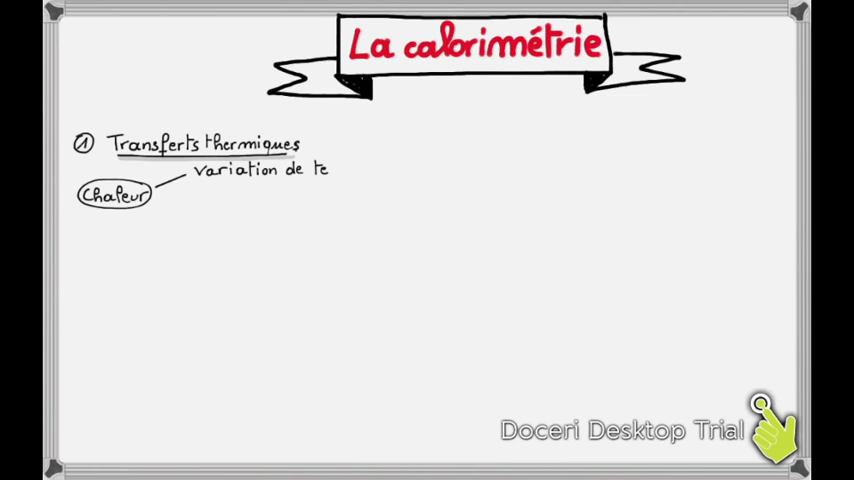 La calorimétrie
① Transferts thermiques
variation de te
Chaleur
Doceri Desktop Trial